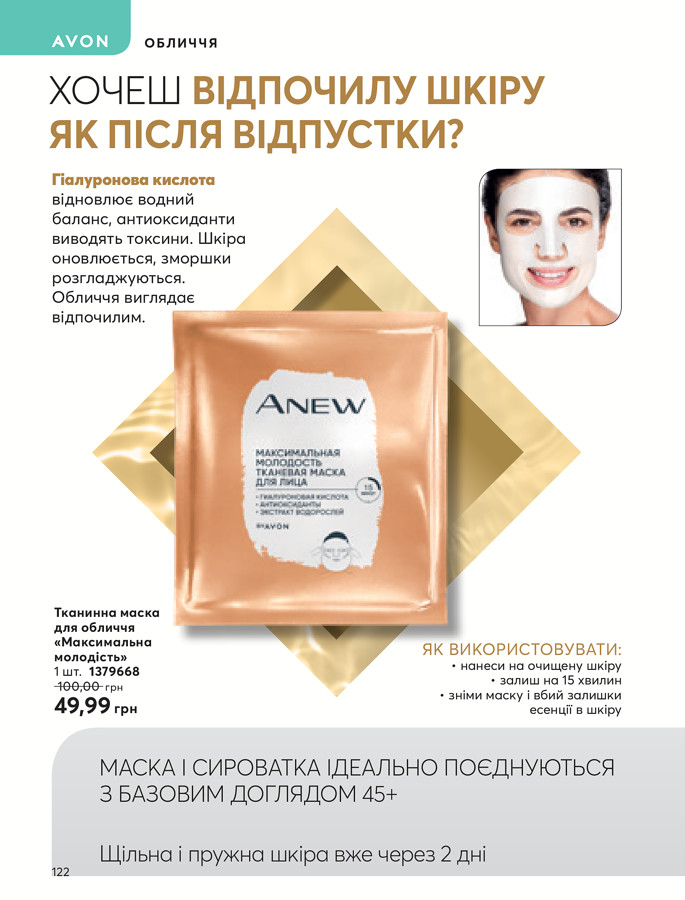 AVON
ОБЛИЧЧЯ
ХОЧЕШ ВІДПОЧИЛУ ШКІРУ
ЯК ПІСЛЯ ВІДПУСТКИ?
Гіалуронова кислота
відновлює водний
баланс, антиоксиданти
виводять токсини. Шкіра
оновлюється, зморшки
розгладжуються.
Обличчя виглядає
відпочилим.
ANEW
МАКСИМАЛЬНАЯ
МОЛОДОСТЬ
ТКАНЕВАЯ МАСКА
ДЛЯ ЛИЦА
• ГИАЛУРОНОВАЯ КИСЛОТА
• АНТИОКСИДАНТЫ
• ЭКСТРАКТ ВОДОРОСЛЕЙ
15
минут
BY AVON
Тканинна маска
для обличчя
«Максимальна
молодість»
1 шт. 1379668
100,00 грн
49,99 грн
ЯК ВИКОРИСТОВУВАТИ:
• нанеси на очищену шкіру
• залиш на 15 хвилин
• зніми маску і вбий залишки
есенції в шкіру
МАСКА І СИРОВАТКА ІДЕАЛЬНО ПОЄДНУЮТЬСЯ
З БАЗОВИМ ДОГЛЯДОМ 45+
Щільна і пружна шкіра вже через 2 дні
122